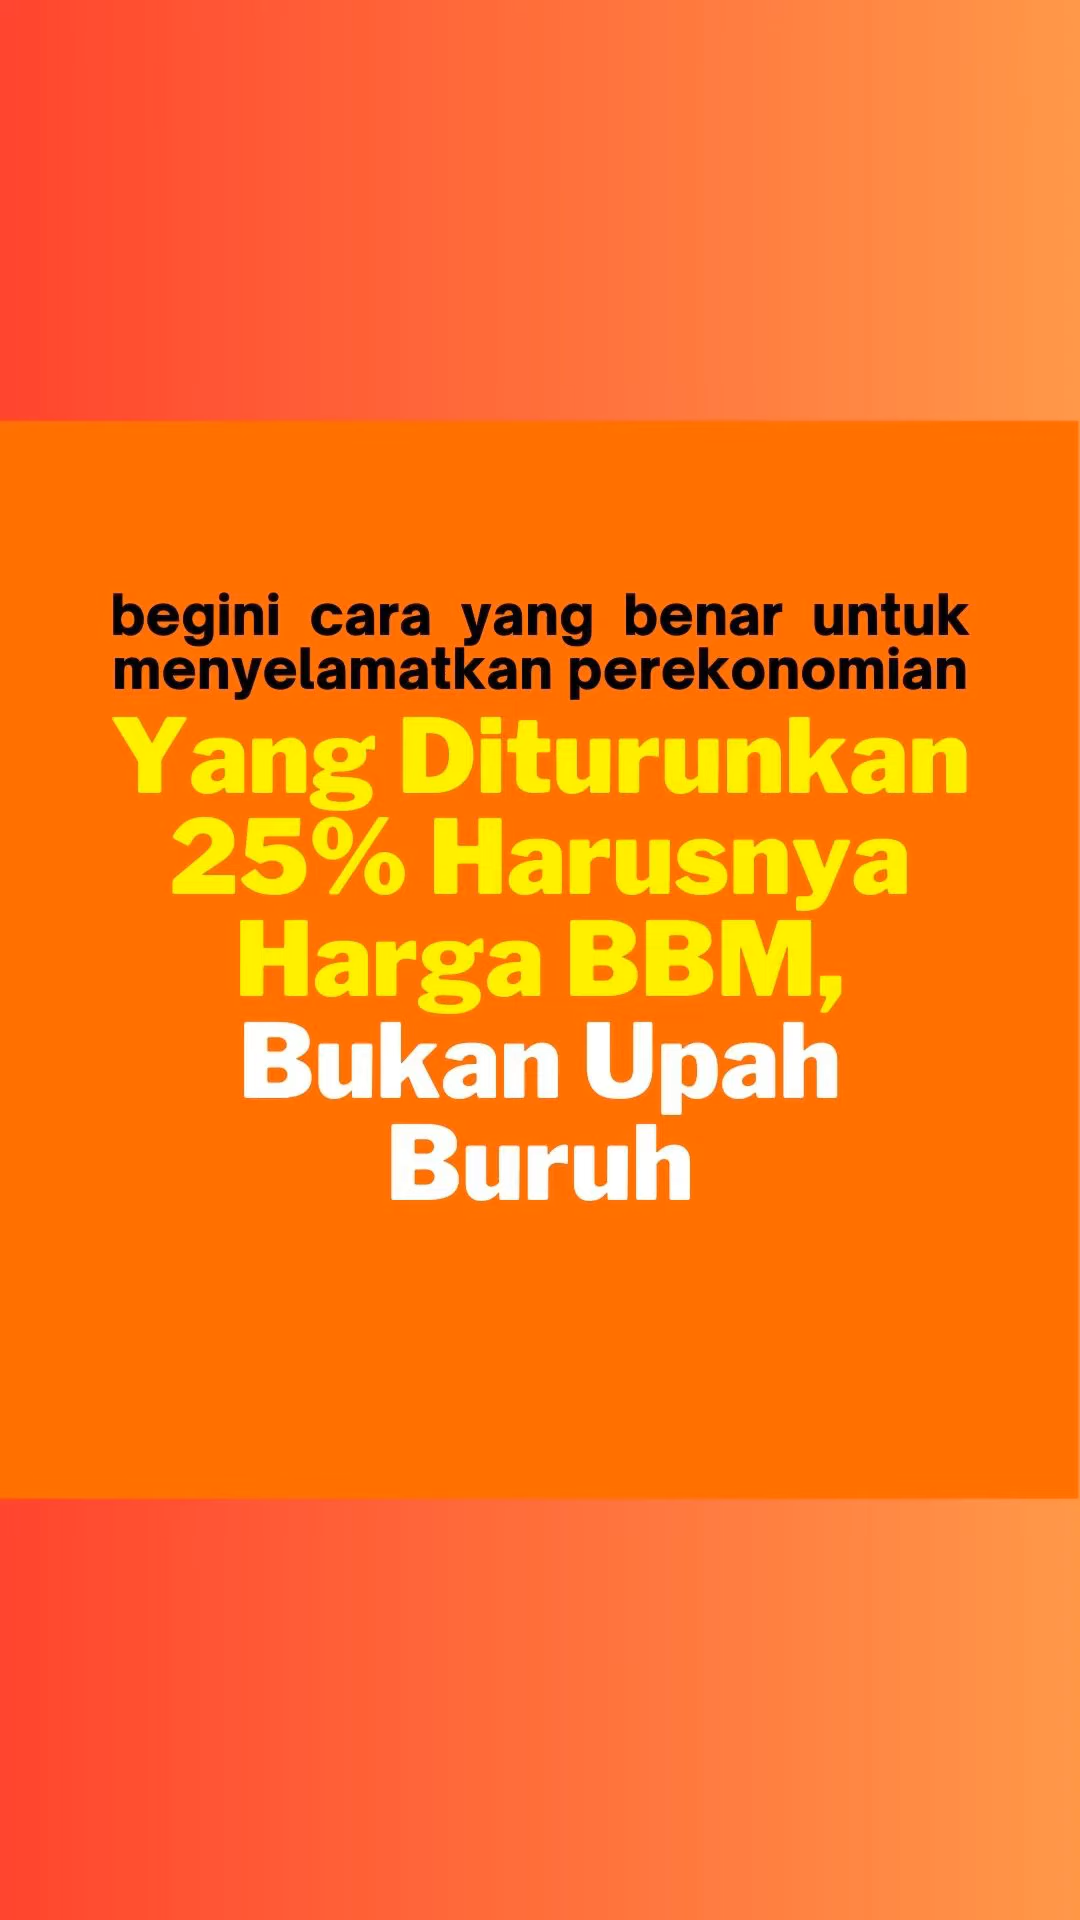 begini cara yang benar untuk
menyelamatkan perekonomian
Yang Diturunkan
25% Harusnya
Harga BBM,
Bukan Upah
Buruh